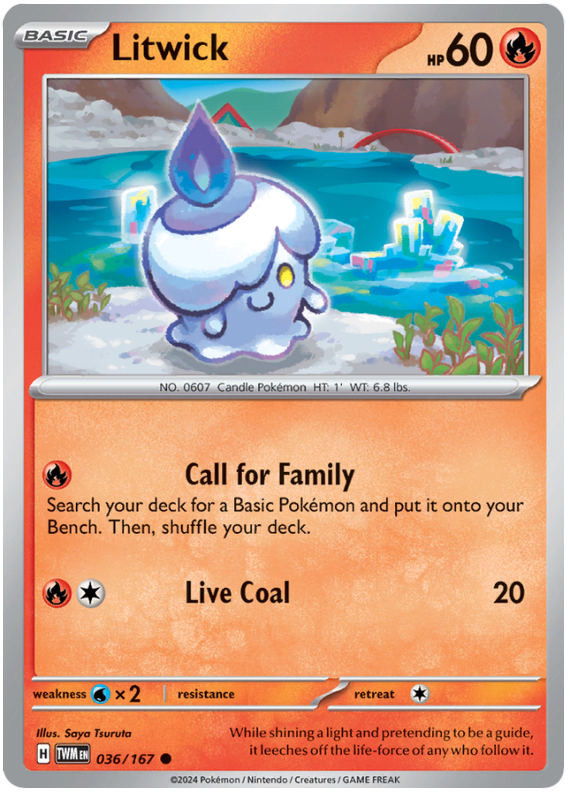 BASIC
Litwick
HP60
NO. 0607 Candle Pokémon HT: 1' WT: 6.8 lbs.
Call for Family
Search your deck for a Basic Pokémon and put it onto your
Bench. Then, shuffle your deck.
Live Coal 20
weakness ×2 resistance retreat
Illus. Saya Tsuruta
While shining a light and pretending to be a guide,
it leeches off the life-force of any who follow it.
H TWM EN 036/167
©2024 Pokémon / Nintendo / Creatures / GAME FREAK